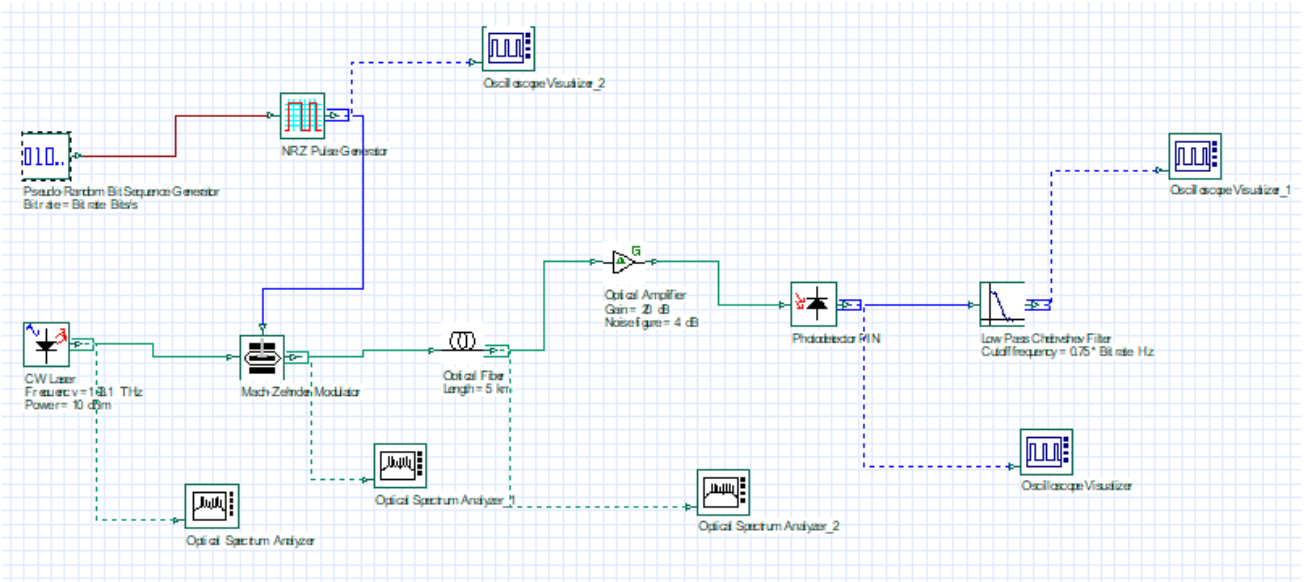 Oscilloscope Visualizer_2
NRZ Pulse Generator
010..
Pseudo-Random Bit Sequence Generator
Bit rate = Bit rate Bits/s
Oscilloscope Visualizer_1
G
Optical Amplifier
Gain = 20 dB
Noise figure = 4 dB
Photodetector PIN
Low Pass Chebyshev Filter
Cutoff frequency = 0.75 * Bit rate Hz
CW Laser
Frequency = THz
Power = 10 dBm
Mach-Zehnder Modulator
Optical Fiber
Length = 5 km
Oscilloscope Visualizer
Optical Spectrum Analyzer_1
Optical Spectrum Analyzer_2
Optical Spectrum Analyzer